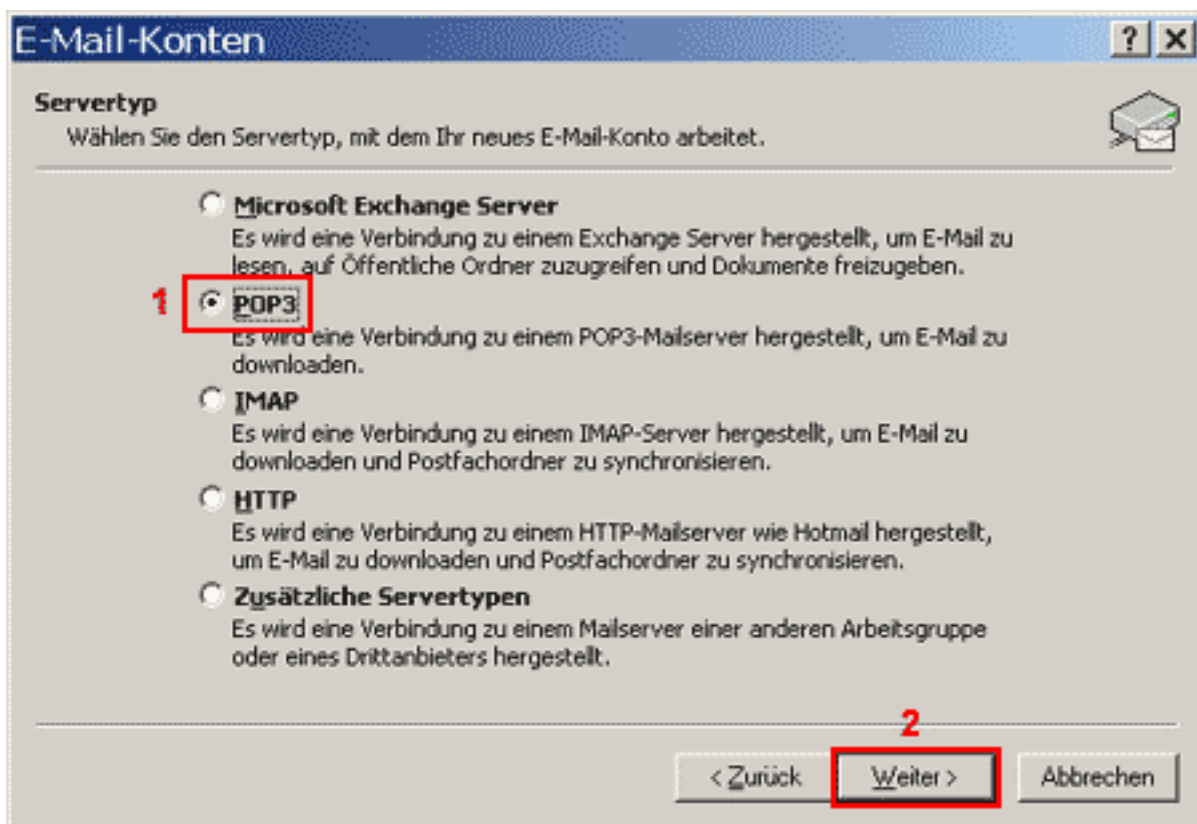 E-Mail-Konten
Servertyp
Wählen Sie den Servertyp, mit dem Ihr neues E-Mail-Konto arbeitet.
Microsoft Exchange Server
Es wird eine Verbindung zu einem Exchange Server hergestellt, um E-Mail zu
lesen, auf Öffentliche Ordner zuzugreifen und Dokumente freizugeben.
1 POP3
Es wird eine Verbindung zu einem POP3-Mailserver hergestellt, um E-Mail zu
downloaden.
IMAP
Es wird eine Verbindung zu einem IMAP-Server hergestellt, um E-Mail zu
downloaden und Postfachordner zu synchronisieren.
HTTP
Es wird eine Verbindung zu einem HTTP-Mailserver wie Hotmail hergestellt,
um E-Mail zu downloaden und Postfachordner zu synchronisieren.
Zusätzliche Servertypen
Es wird eine Verbindung zu einem Mailserver einer anderen Arbeitsgruppe
oder eines Drittanbieters hergestellt.
2
< Zurück Weiter > Abbrechen